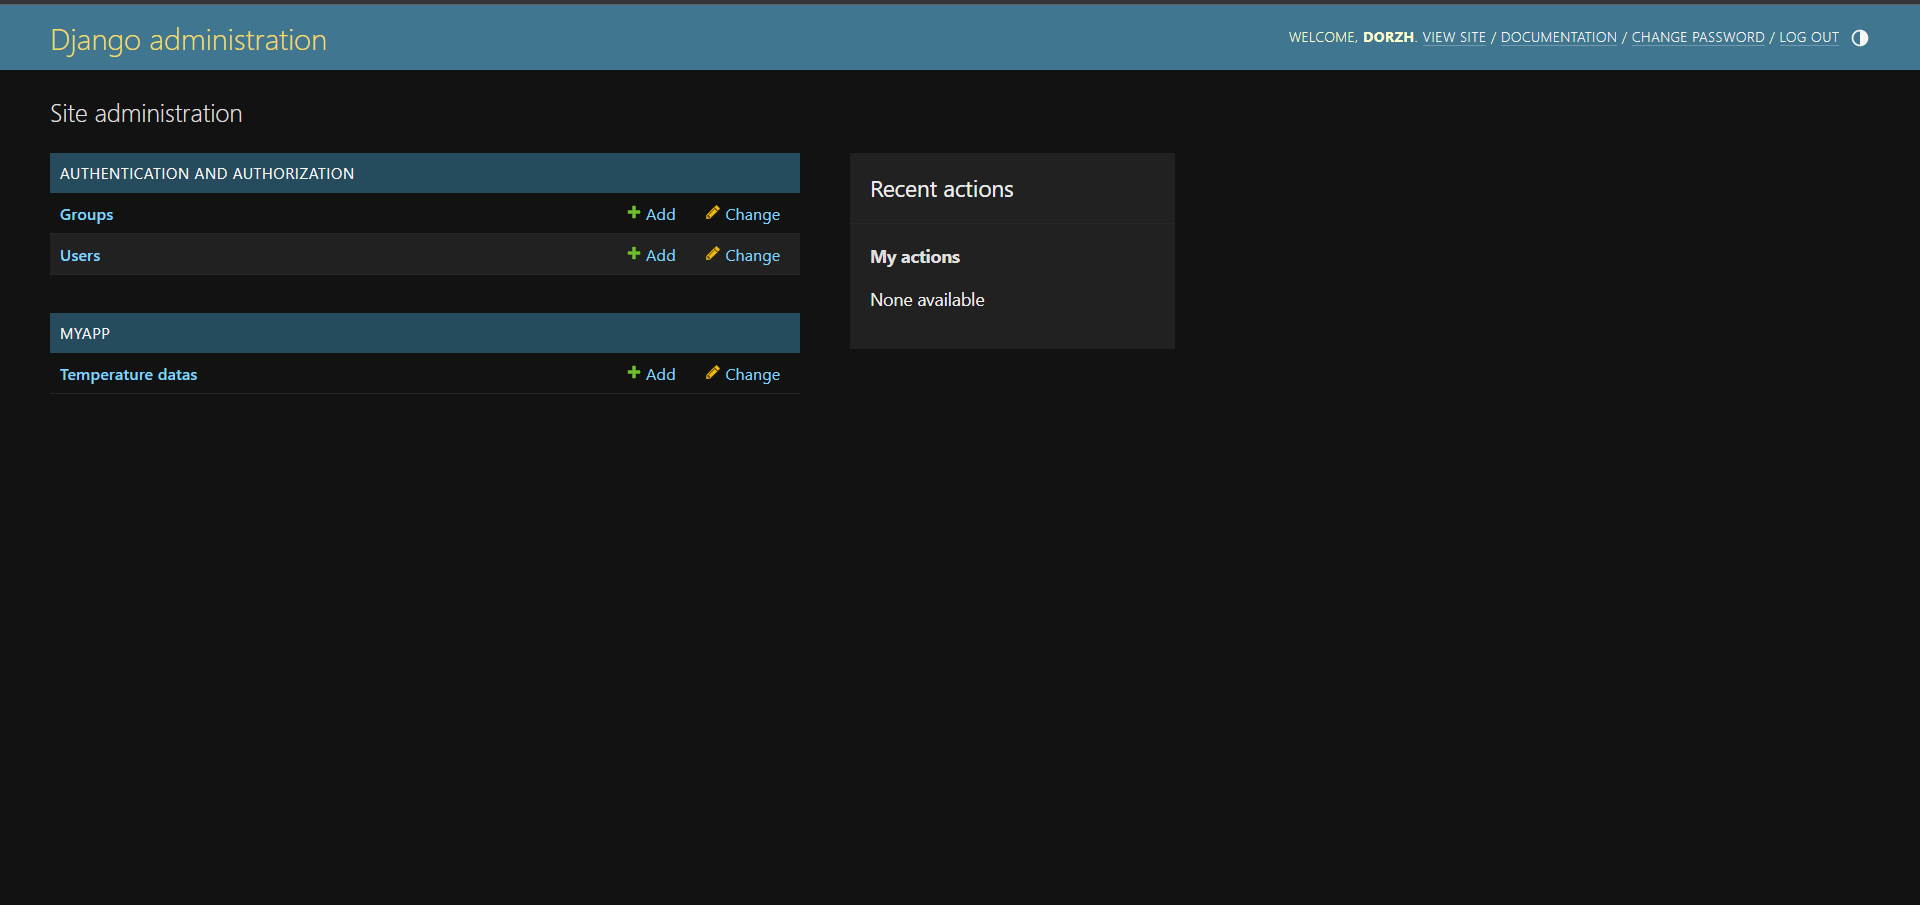 Django administration
WELCOME, DORZH. VIEW SITE / DOCUMENTATION / CHANGE PASSWORD / LOG OUT
Site administration
AUTHENTICATION AND AUTHORIZATION
Groups Add Change
Users Add Change
MYAPP
Temperature datas Add Change
Recent actions
My actions
None available